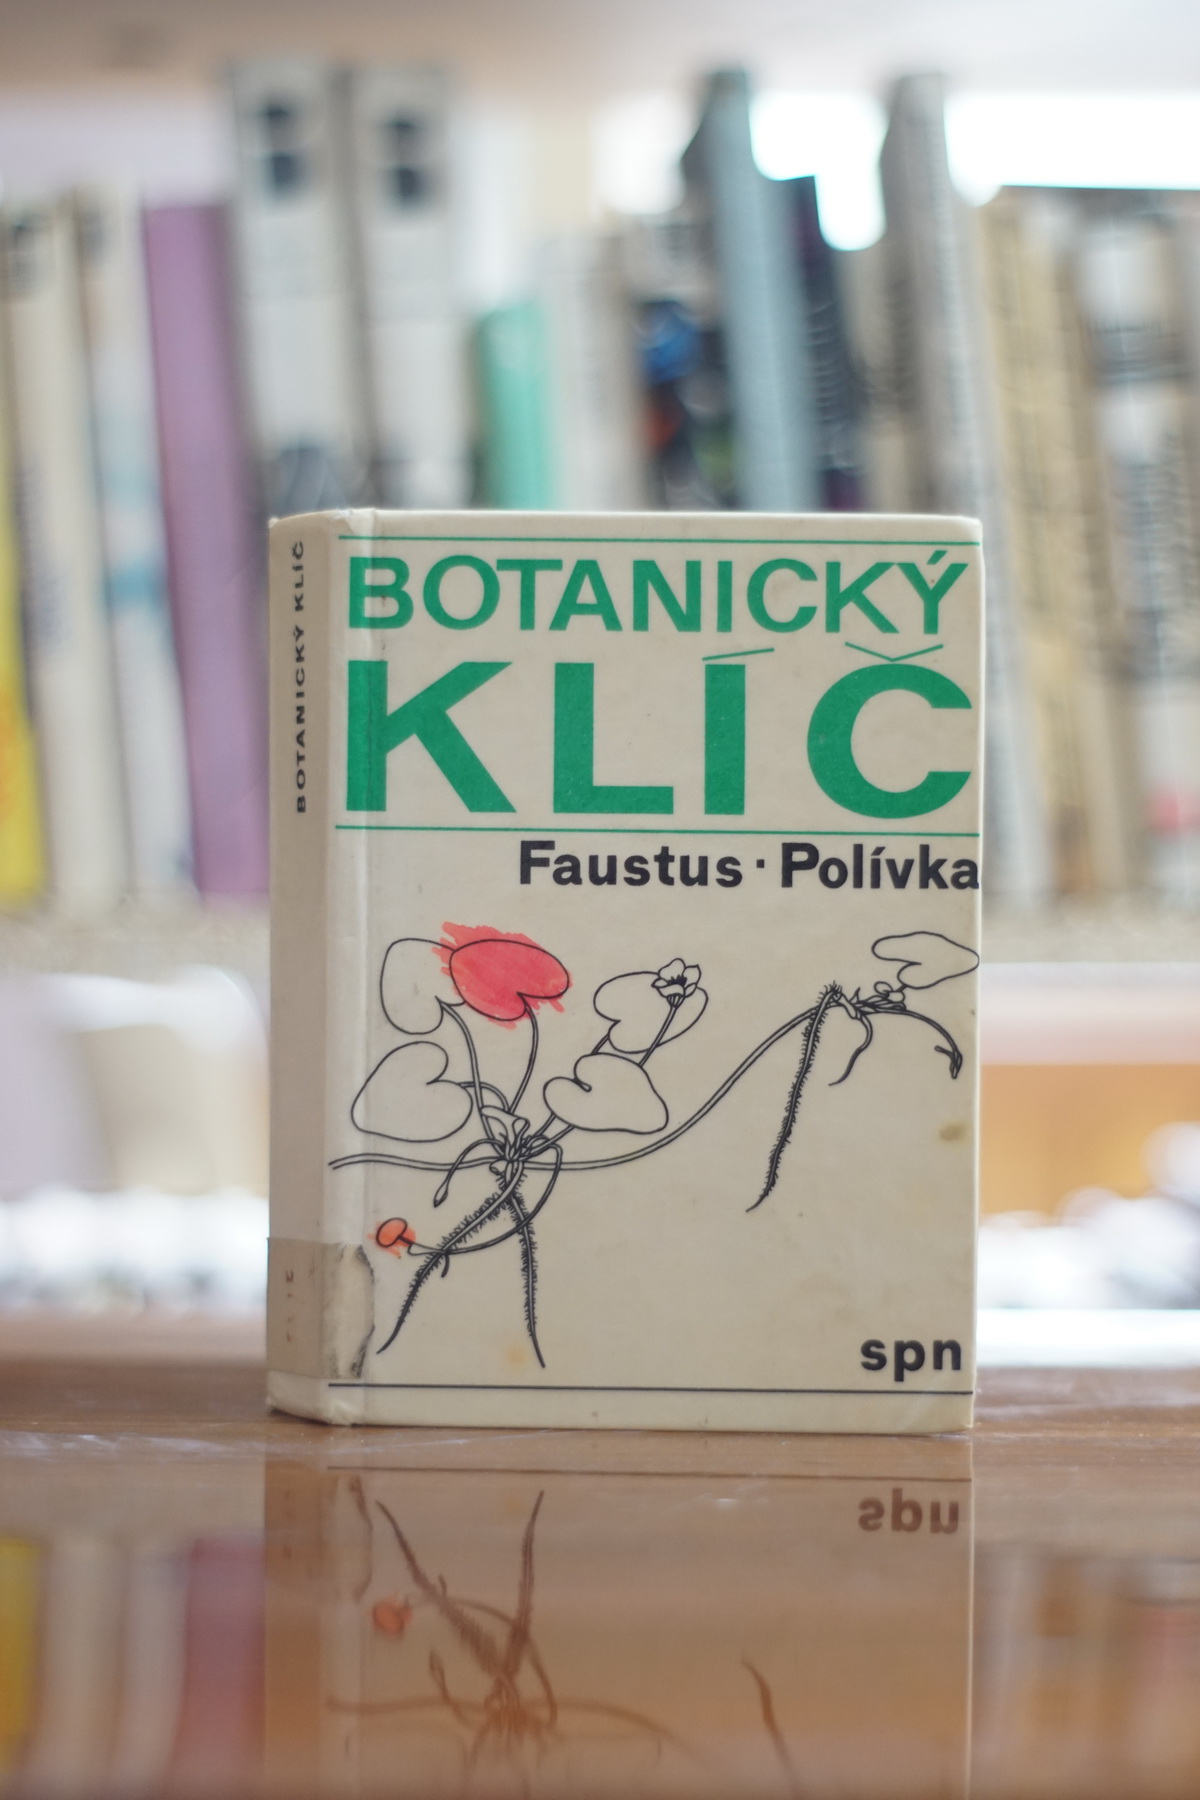 BOTANICKÝ
KLÍČ
Faustus · Polívka
spn
BOTANICKÝ KLÍČ